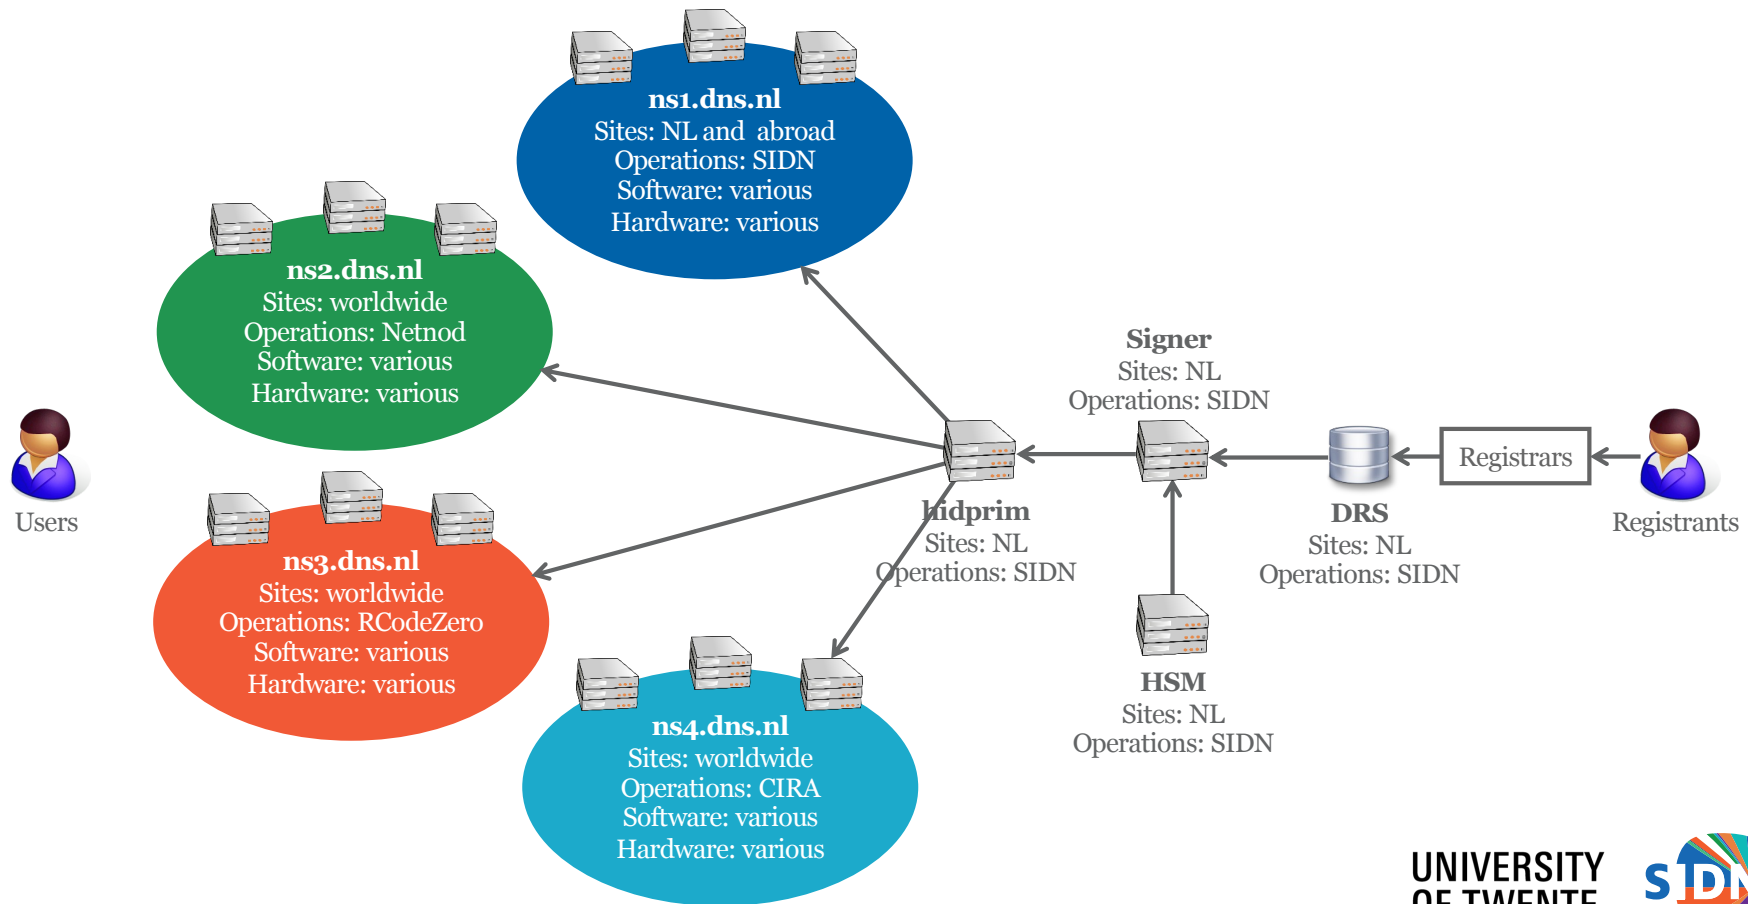 ns1.dns.nl
Sites: NL and abroad
Operations: SIDN
Software: various
Hardware: various
ns2.dns.nl
Sites: worldwide
Operations: Netnod
Software: various
Hardware: various
Users
ns3.dns.nl
Sites: worldwide
Operations: RCodeZero
Software: various
Hardware: various
ns4.dns.nl
Sites: worldwide
Operations: CIRA
Software: various
Hardware: various
hidprim
Sites: NL
Operations: SIDN
Signer
Sites: NL
Operations: SIDN
HSM
Sites: NL
Operations: SIDN
DRS
Sites: NL
Operations: SIDN
Registrars
Registrants
UNIVERSITY
OF TWENTE
SIDN